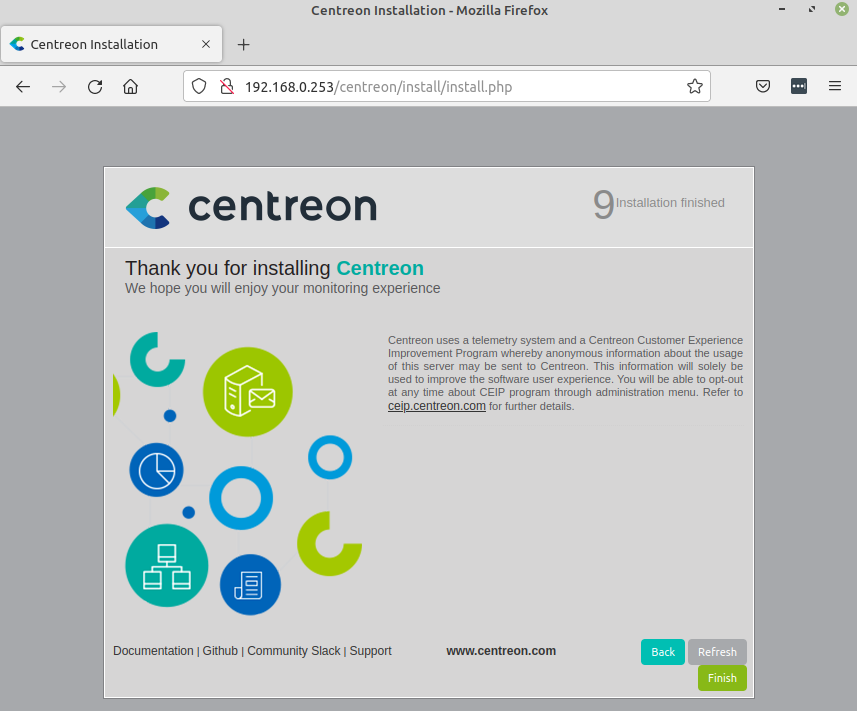 Centreon Installation - Mozilla Firefox
Centreon Installation
192.168.0.253/centreon/install/install.php
centreon
9 Installation finished
Thank you for installing Centreon
We hope you will enjoy your monitoring experience
Centreon uses a telemetry system and a Centreon Customer Experience
Improvement Program whereby anonymous information about the usage
of this server may be sent to Centreon. This information will solely be
used to improve the software user experience. You will be able to opt-out
at any time about CEIP program through administration menu. Refer to
ceip.centreon.com for further details.
Documentation | Github | Community Slack | Support
www.centreon.com
Back
Refresh
Finish